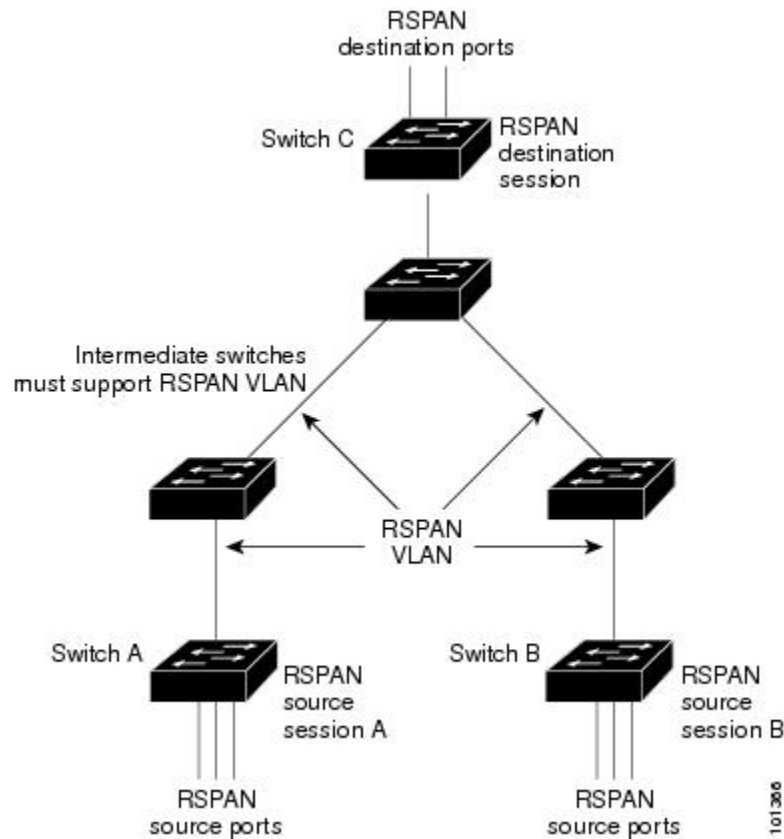 RSPAN
destination ports
Switch C
RSPAN
destination
session
Intermediate switches
must support RSPAN VLAN
RSPAN
VLAN
Switch A
RSPAN
source
session A
Switch B
RSPAN
source
session B
RSPAN
source ports
RSPAN
source ports
101366